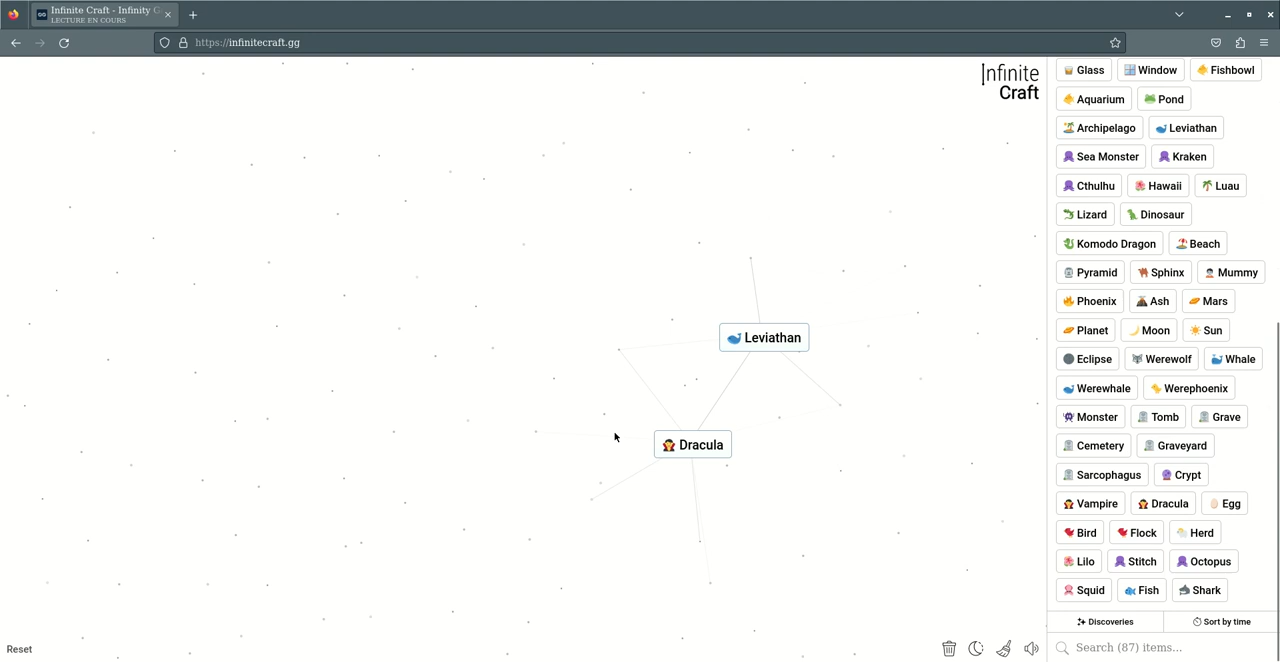 Infinite Craft - Infinity C
LECTURE EN COURS
https://infinitecraft.gg
Infinite
Craft
Glass Window Fishbowl
Aquarium Pond
Archipelago Leviathan
Sea Monster Kraken
Cthulhu Hawaii Luau
Lizard Dinosaur
Komodo Dragon Beach
Pyramid Sphinx Mummy
Phoenix Ash Mars
Planet Moon Sun
Eclipse Werewolf Whale
Werewhale Werephoenix
Monster Tomb Grave
Cemetery Graveyard
Sarcophagus Crypt
Vampire Dracula Egg
Bird Flock Herd
Lilo Stitch Octopus
Squid Fish Shark
Leviathan
Dracula
Discoveries Sort by time
Reset
Search (87) items...